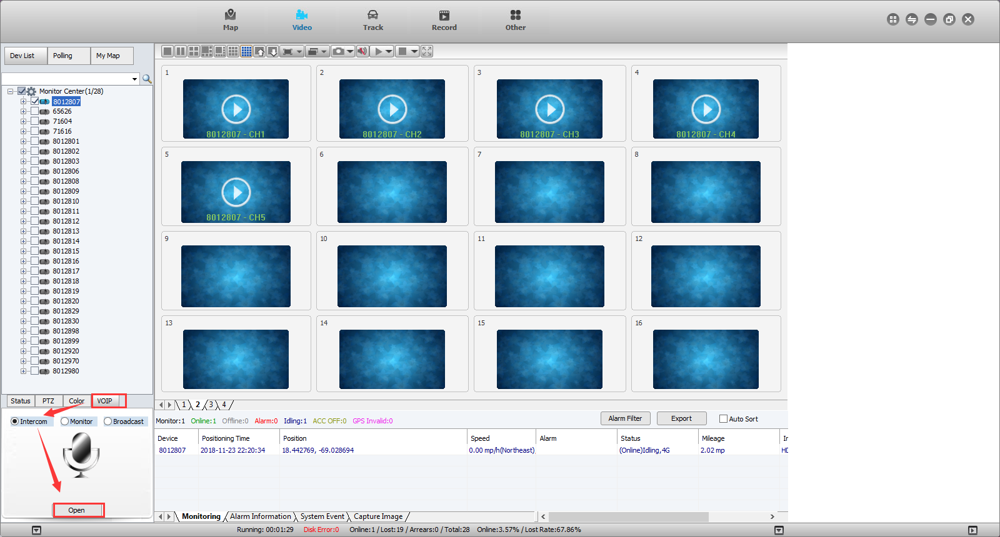 Map
Video
Track
Record
Other
Dev List
Polling
My Map
Monitor Center(1/28)
8012807
65626
71604
71616
8012801
8012802
8012803
8012806
8012808
8012809
8012810
8012811
8012812
8012813
8012814
8012815
8012816
8012817
8012818
8012819
8012820
8012829
8012830
8012898
8012899
8012920
8012970
8012980
Status
PTZ
Color
VOIP
Intercom
Monitor
Broadcast
Open
1
8012807 - CH1
2
8012807 - CH2
3
8012807 - CH3
4
8012807 - CH4
5
8012807 - CH5
6
7
8
9
10
11
12
13
14
15
16
1 2 3 4
Monitor:1 Online:1 Offline:0 Alarm:0 Idling:1 ACC OFF:0 GPS Invalid:0
Alarm Filter
Export
Auto Sort
Device Positioning Time Position Speed Alarm Status Mileage In
8012807 2018-11-23 22:20:34 18.442769, -69.028694 0.00 mp/h(Northeast) (Online)Idling,4G 2.02 mp HD
Monitoring
Alarm Information
System Event
Capture Image
Running: 00:01:29 Disk Error:0 Online:1 / Lost:19 / Arrears:0 / Total:28 Online:3.57% / Lost Rate:67.86%